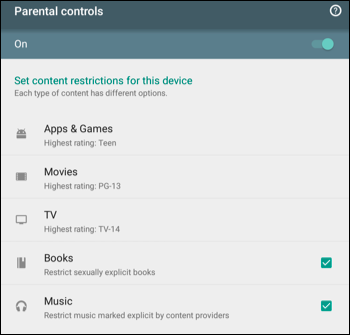 Parental controls
On
Set content restrictions for this device
Each type of content has different options.
Apps & Games
Highest rating: Teen
Movies
Highest rating: PG-13
TV
Highest rating: TV-14
Books
Restrict sexually explicit books
Music
Restrict music marked explicit by content providers